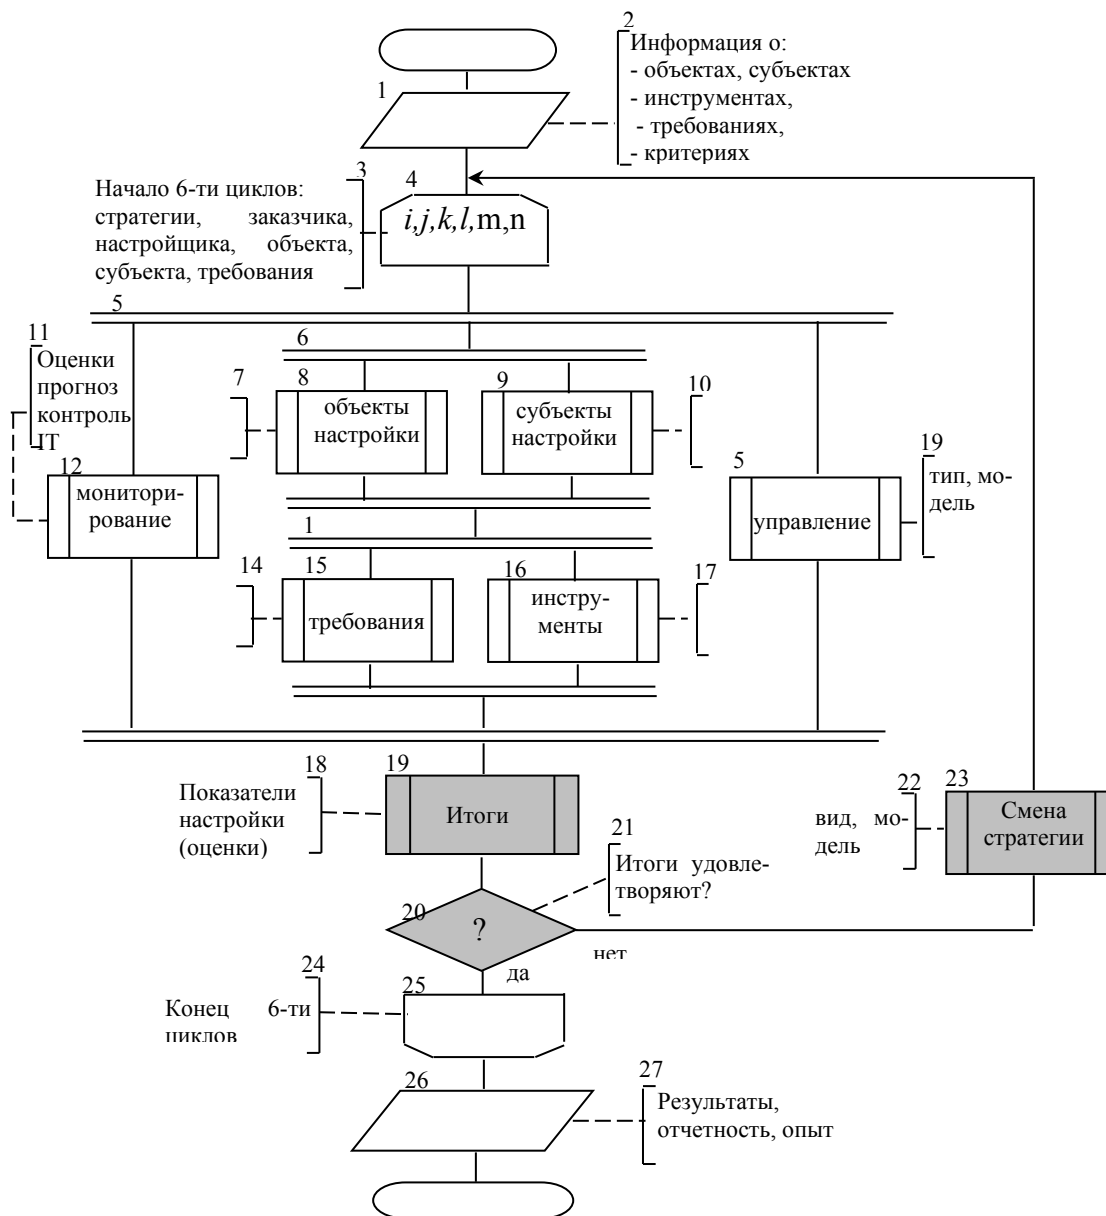 2
Информация о:
- объектах, субъектах
- инструментах,
- требованиях,
- критериях
1
3
Начало 6-ти циклов:
стратегии, заказчика,
настройщика, объекта,
субъекта, требования
4
i,j,k,l,m,n
5
11
Оценки
прогноз
контроль
IT
6
7
8
объекты
настройки
9
субъекты
настройки
10
12
мониторирование
5
управление
19
тип, мо-
дель
1
14
15
требования
16
инстру-
менты
17
18
Показатели
настройки
(оценки)
19
Итоги
21
Итоги удовле-
творяют?
22
вид, мо-
дель
23
Смена
стратегии
20
?
нет
да
24
Конец 6-ти
циклов
25
26
27
Результаты,
отчетность, опыт